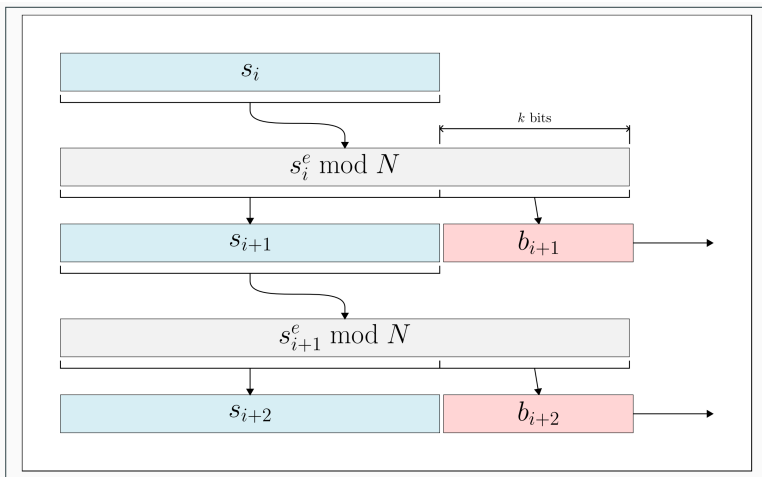 s_i
k bits
s_i^e mod N
s_{i+1} b_{i+1}
s_{i+1}^e mod N
s_{i+2} b_{i+2}